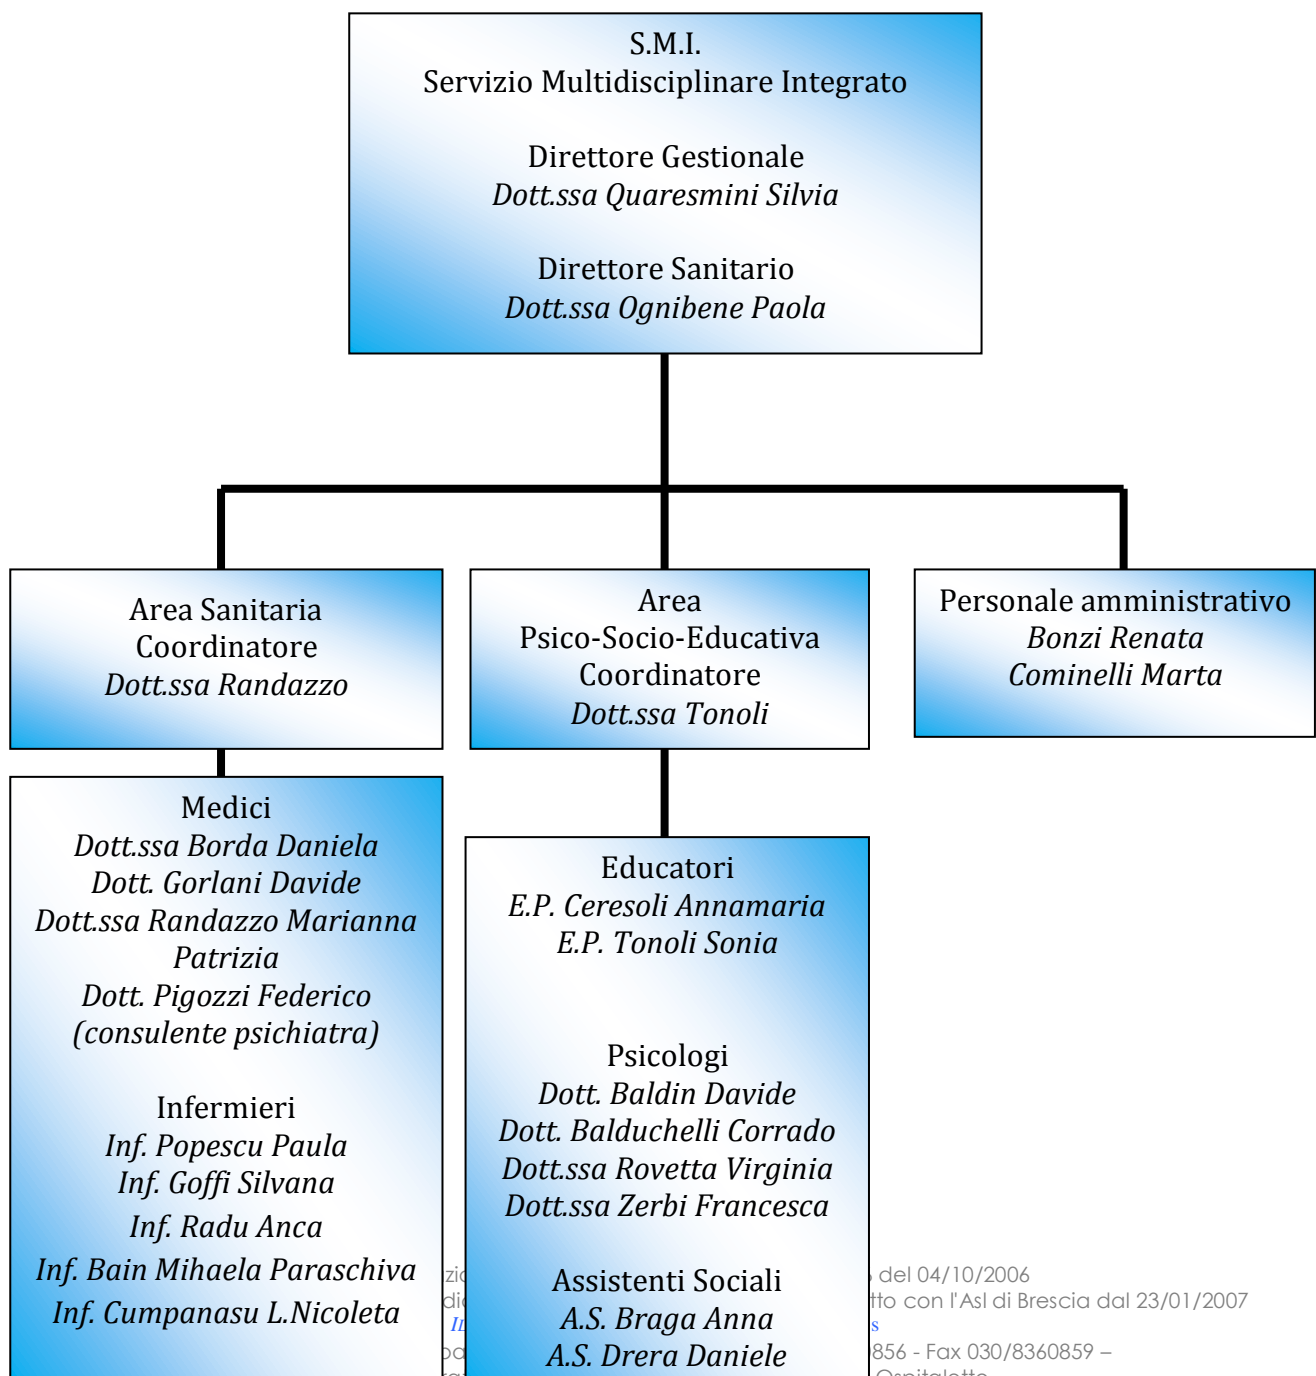 S.M.I.
Servizio Multidisciplinare Integrato
Direttore Gestionale
Dott.ssa Quaresmini Silvia
Direttore Sanitario
Dott.ssa Ognibene Paola
Area Sanitaria
Coordinatore
Dott.ssa Randazzo
Area
Psico-Socio-Educativa
Coordinatore
Dott.ssa Tonoli
Personale amministrativo
Bonzi Renata
Cominelli Marta
Medici
Dott.ssa Borda Daniela
Dott. Gorlani Davide
Dott.ssa Randazzo Marianna
Patrizia
Dott. Pigozzi Federico
(consulente psichiatra)
Infermieri
Inf. Popescu Paula
Inf. Goffi Silvana
Inf. Radu Anca
Inf. Bain Mihaela Paraschiva
Inf. Cumpanasu L.Nicoleta
Educatori
E.P. Ceresoli Annamaria
E.P. Tonoli Sonia
Psicologi
Dott. Baldin Davide
Dott. Balduchelli Corrado
Dott.ssa Rovetta Virginia
Dott.ssa Zerbi Francesca
Assistenti Sociali
A.S. Braga Anna
A.S. Drera Daniele
del 04/10/2006
con l'Asl di Brescia dal 23/01/2007
856 - Fax 030/8360859 –